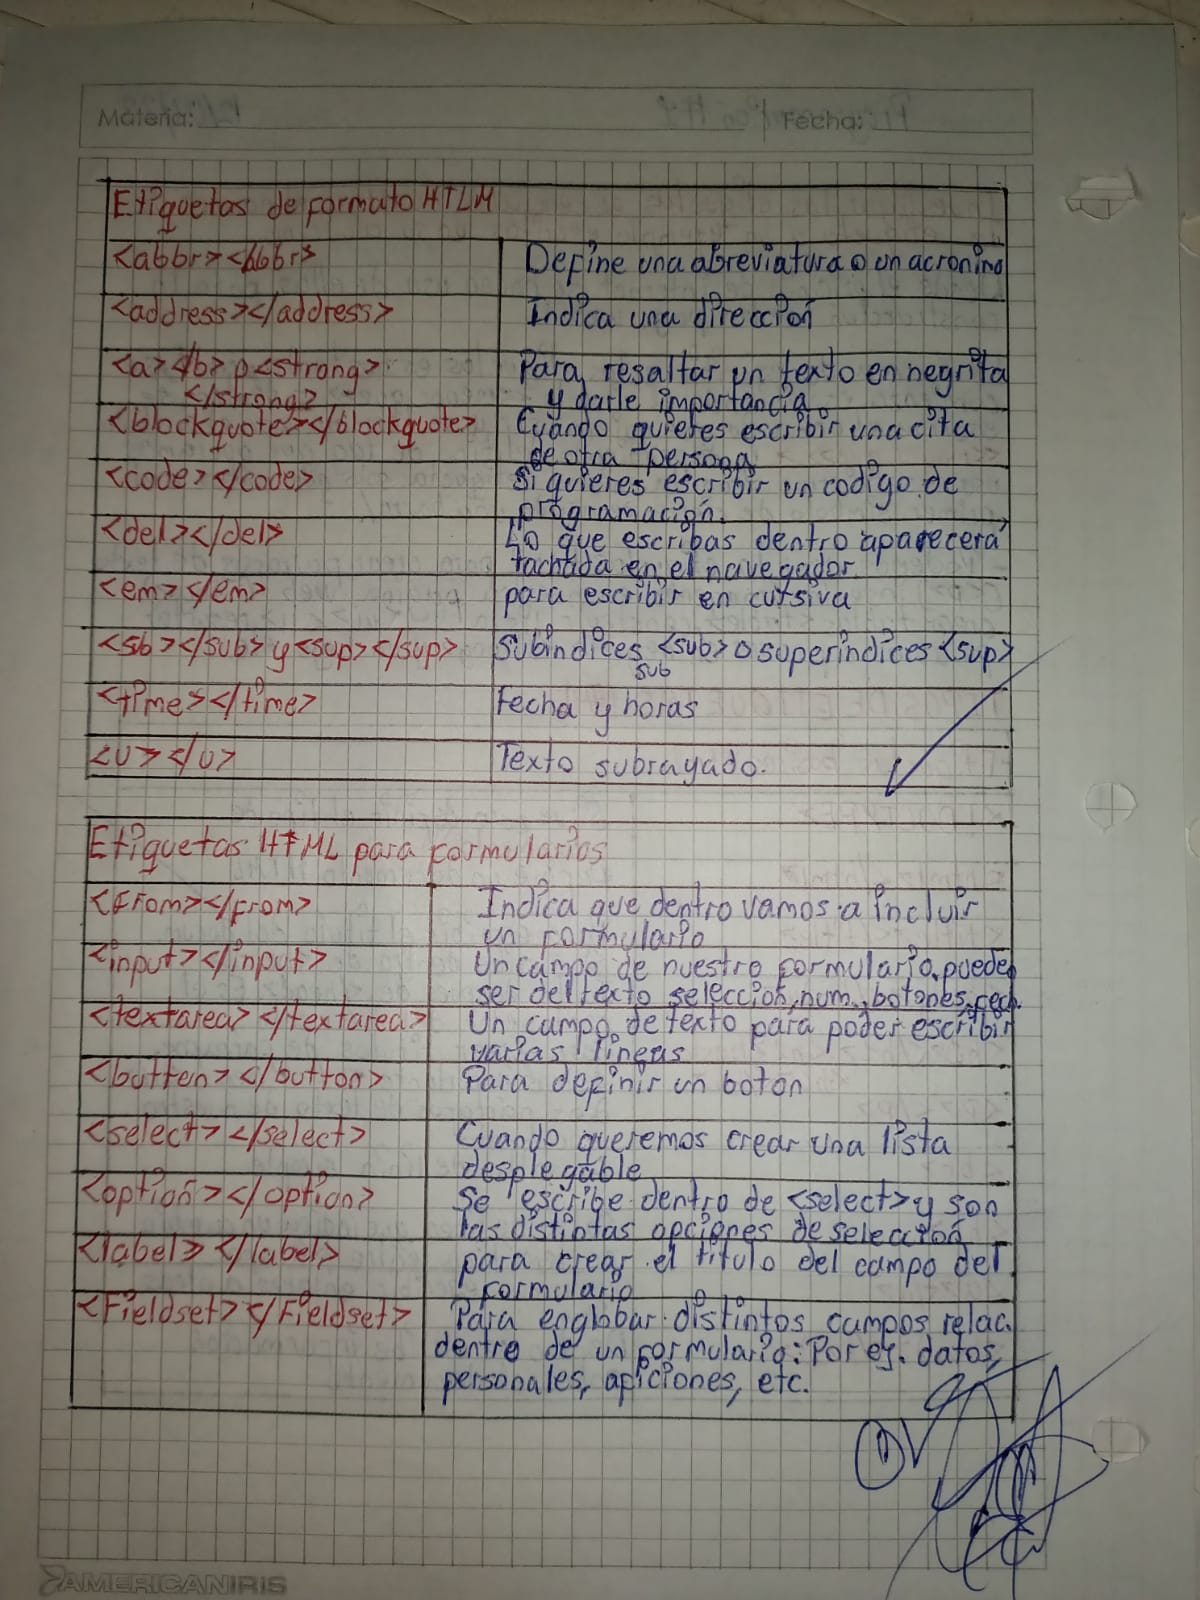 Materia:
Fecha:
Etiquetas de formato HTLM
<abbr></bbr> Define una abreviatura o un acronimo
<address></address> Indica una dirección
<a></b> o <strong> Para resaltar un texto en negrita
</strong> y darle importancia
<blockquote></blockquote> Cuando quieres escribir una cita
de otra persona
<code></code> Si quieres escribir un codigo de
programación.
<del></del> Lo que escribas dentro aparecerá
tachada en el navegador
<em></em> para escribir en cursiva
<sb></sub> y <sup></sup> Subindices <sub> o superindices <sup>
sub
<time></time> Fecha y horas
<u></u> Texto subrayado.
Etiquetas HTML para formularios
<from></from> Indica que dentro vamos a incluir
un formulario
<input></input> Un campo de nuestro formulario, puede
ser del texto selección, num., botones, fech.
<textarea></textarea> Un campo de texto para poder escribir
varias lineas
<button></button> Para definir un boton
<select></select> Cuando queremos crear una lista
desplegable
<option></option> Se escribe dentro de <select> y son
las distintas opciones de selección
<label></label> para crear el titulo del campo del
formulario
<Fieldset></Fieldset> Para englobar distintos campos relac.
dentro de un formulario: Por ej. datos,
personales, apiciones, etc.
AMERICANIRIS